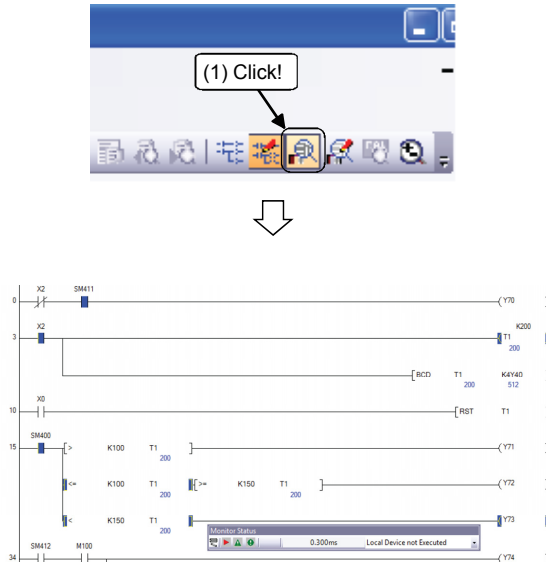 (1) Click!
X2 SM411
0 Y70
X2 K200
3 T1
200
BCD T1 K4Y40
200 512
X0
10 RST T1
SM400
15 > K100 T1 Y71
200
<= K100 T1 >= K150 T1 Y72
200 200
< K150 T1 Y73
200
Monitor Status
0.300ms Local Device not Executed
SM412 M100
34 Y74